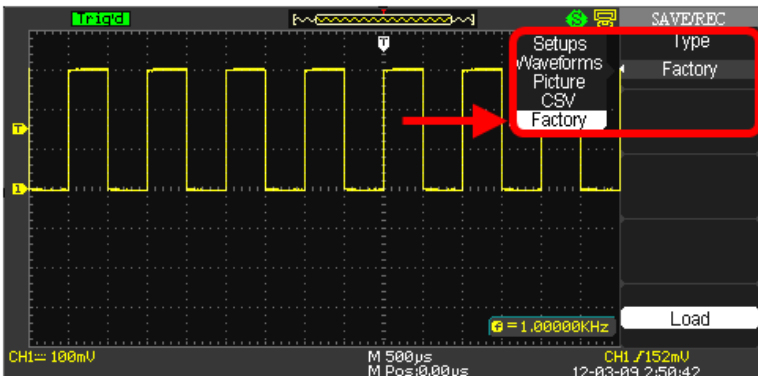 Trig'd
S
SAVE/REC
T
Setups
Waveforms
Picture
CSV
Factory
Type
Factory
T
1
f = 1.00000KHz
Load
CH1 100mV
M 500µs
CH1 152mV
M Pos:0.00µs
12-03-09 2:50:42